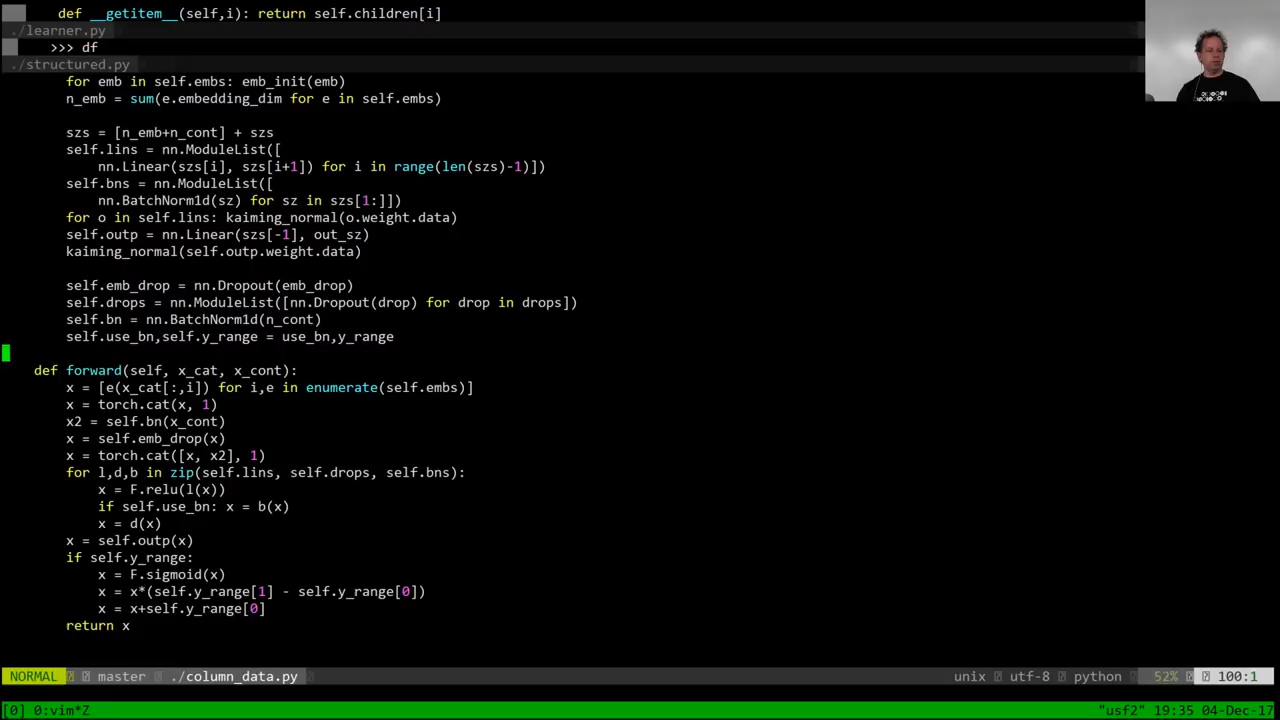 def __getitem__(self,i): return self.children[i]
./learner.py
>>> df
./structured.py
for emb in self.embs: emb_init(emb)
n_emb = sum(e.embedding_dim for e in self.embs)
szs = [n_emb+n_cont] + szs
self.lins = nn.ModuleList([
nn.Linear(szs[i], szs[i+1]) for i in range(len(szs)-1)])
self.bns = nn.ModuleList([
nn.BatchNorm1d(sz) for sz in szs[1:]])
for o in self.lins: kaiming_normal(o.weight.data)
self.outp = nn.Linear(szs[-1], out_sz)
kaiming_normal(self.outp.weight.data)
self.emb_drop = nn.Dropout(emb_drop)
self.drops = nn.ModuleList([nn.Dropout(drop) for drop in drops])
self.bn = nn.BatchNorm1d(n_cont)
self.use_bn,self.y_range = use_bn,y_range
def forward(self, x_cat, x_cont):
x = [e(x_cat[:,i]) for i,e in enumerate(self.embs)]
x = torch.cat(x, 1)
x2 = self.bn(x_cont)
x = self.emb_drop(x)
x = torch.cat([x, x2], 1)
for l,d,b in zip(self.lins, self.drops, self.bns):
x = F.relu(l(x))
if self.use_bn: x = b(x)
x = d(x)
x = self.outp(x)
if self.y_range:
x = F.sigmoid(x)
x = x*(self.y_range[1] - self.y_range[0])
x = x+self.y_range[0]
return x
NORMAL master ./column_data.py unix utf-8 python 52% 100:1
[0] 0:vim*Z "usf2" 19:35 04-Dec-17